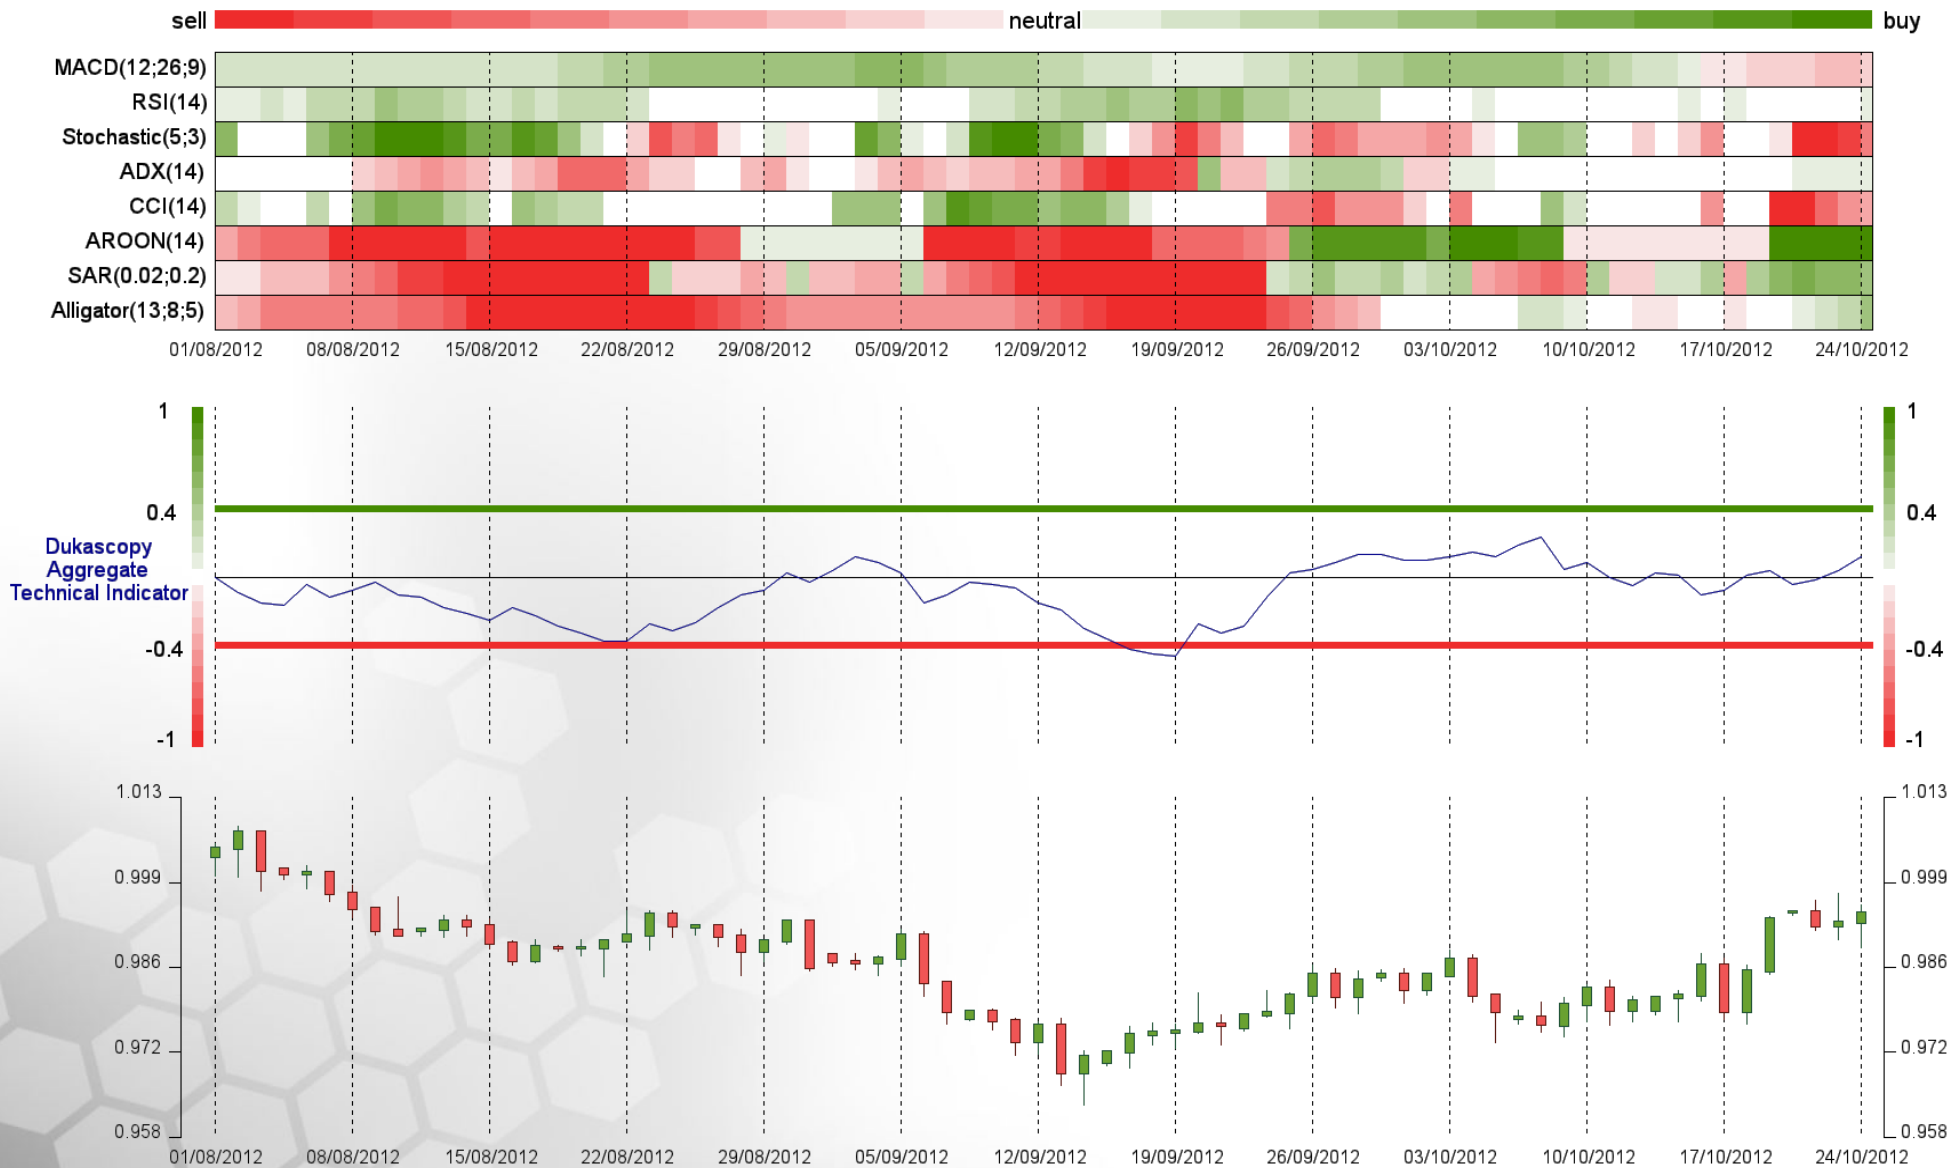 sell neutral buy
MACD(12;26;9)
RSI(14)
Stochastic(5;3)
ADX(14)
CCI(14)
AROON(14)
SAR(0.02;0.2)
Alligator(13;8;5)
01/08/2012 08/08/2012 15/08/2012 22/08/2012 29/08/2012 05/09/2012 12/09/2012 19/09/2012 26/09/2012 03/10/2012 10/10/2012 17/10/2012 24/10/2012
1 1
0.4 0.4
Dukascopy
Aggregate
Technical Indicator
-0.4 -0.4
-1 -1
1.013 1.013
0.999 0.999
0.986 0.986
0.972 0.972
0.958 0.958
01/08/2012 08/08/2012 15/08/2012 22/08/2012 29/08/2012 05/09/2012 12/09/2012 19/09/2012 26/09/2012 03/10/2012 10/10/2012 17/10/2012 24/10/2012